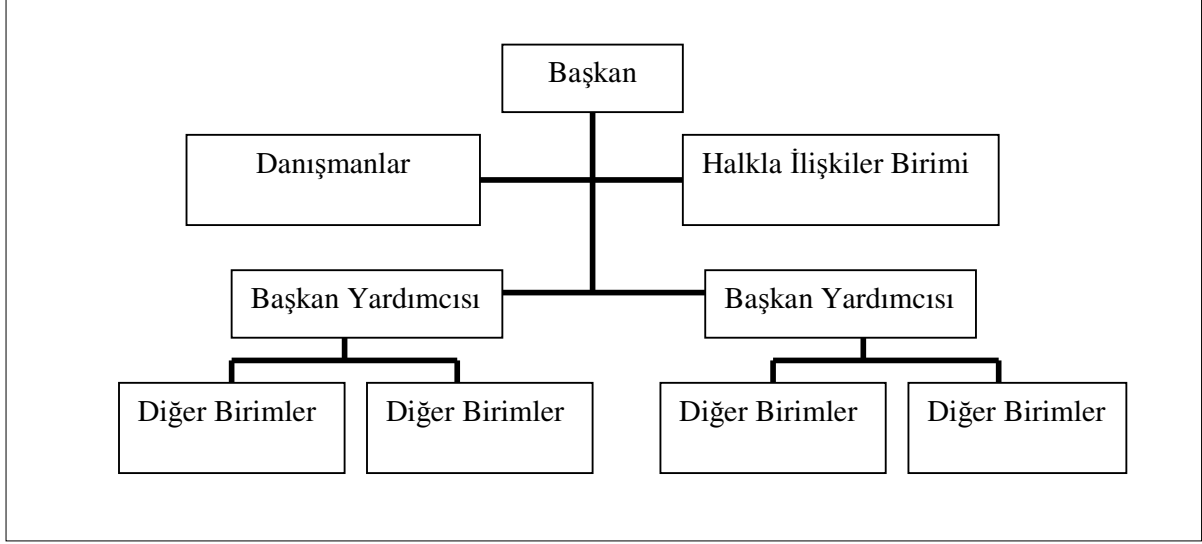 Başkan
Danışmanlar
Halkla İlişkiler Birimi
Başkan Yardımcısı
Başkan Yardımcısı
Diğer Birimler
Diğer Birimler
Diğer Birimler
Diğer Birimler